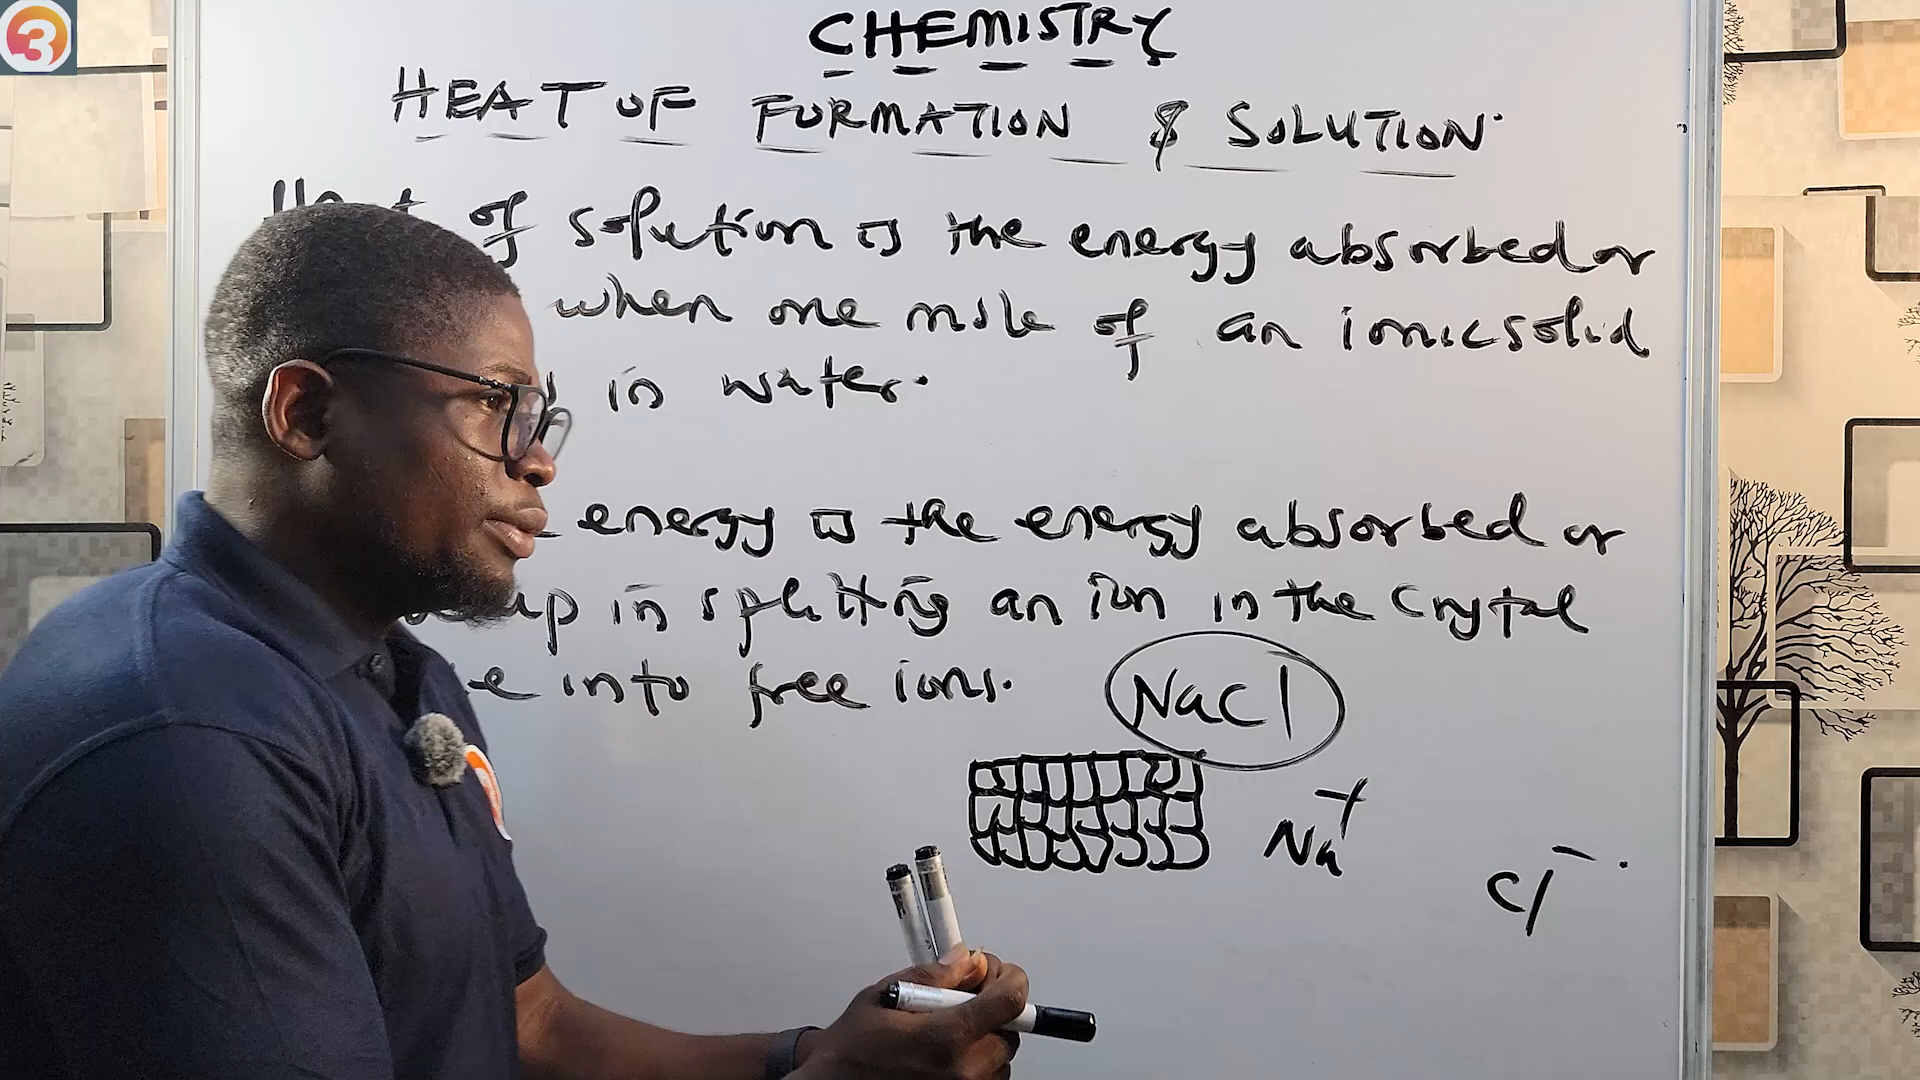 3
CHEMISTRY
HEAT OF FORMATION & SOLUTION.
of solution is the energy absorbed or
when one mole of an ionic solid
in water.
energy is the energy absorbed or
up in splitting an ion in the Crystal
into free ions.
NaCl
Na+
Cl-.